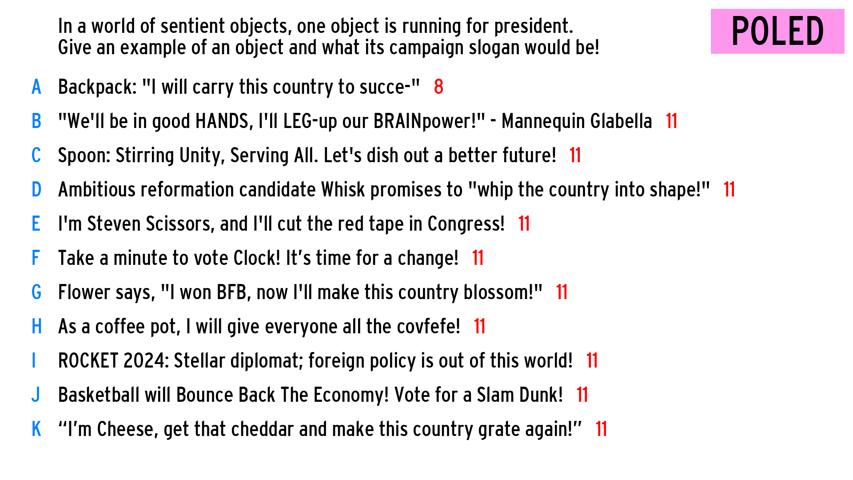 In a world of sentient objects, one object is running for president.
Give an example of an object and what its campaign slogan would be!
POLED
A Backpack: "I will carry this country to succe-" 8
B "We'll be in good HANDS, I'll LEG-up our BRAINpower!" - Mannequin Glabella 11
C Spoon: Stirring Unity, Serving All. Let's dish out a better future! 11
D Ambitious reformation candidate Whisk promises to "whip the country into shape!" 11
E I'm Steven Scissors, and I'll cut the red tape in Congress! 11
F Take a minute to vote Clock! It’s time for a change! 11
G Flower says, "I won BFB, now I'll make this country blossom!" 11
H As a coffee pot, I will give everyone all the covfefe! 11
I ROCKET 2024: Stellar diplomat; foreign policy is out of this world! 11
J Basketball will Bounce Back The Economy! Vote for a Slam Dunk! 11
K “I’m Cheese, get that cheddar and make this country grate again!” 11